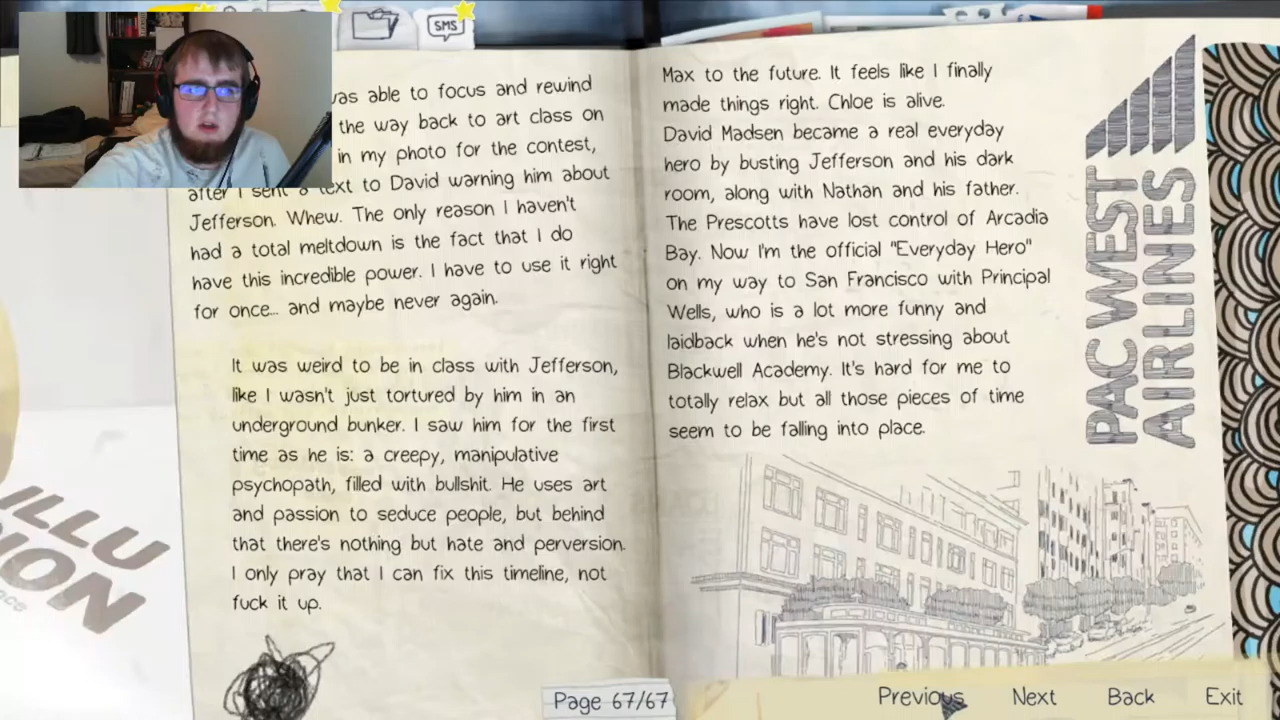 SMS
was able to focus and rewind
the way back to art class on
in my photo for the contest,
after I sent a text to David warning him about
Jefferson. Whew. The only reason I haven't
had a total meltdown is the fact that I do
have this incredible power. I have to use it right
for once... and maybe never again.
It was weird to be in class with Jefferson,
like I wasn't just tortured by him in an
underground bunker. I saw him for the first
time as he is: a creepy, manipulative
psychopath, filled with bullshit. He uses art
and passion to seduce people, but behind
that there's nothing but hate and perversion.
I only pray that I can fix this timeline, not
fuck it up.
Max to the future. It feels like I finally
made things right. Chloe is alive.
David Madsen became a real everyday
hero by busting Jefferson and his dark
room, along with Nathan and his father.
The Prescotts have lost control of Arcadia
Bay. Now I'm the official "Everyday Hero"
on my way to San Francisco with Principal
Wells, who is a lot more funny and
laidback when he's not stressing about
Blackwell Academy. It's hard for me to
totally relax but all those pieces of time
seem to be falling into place.
PAC WEST
AIRLINES
ILLU
Page 67/67
Previous Next Back Exit